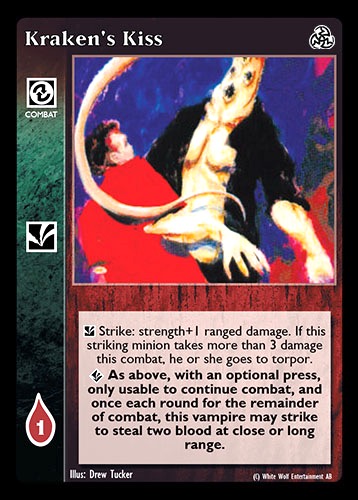 Kraken's Kiss
COMBAT
Strike: strength+1 ranged damage. If this
striking minion takes more than 3 damage
this combat, he or she goes to torpor.
As above, with an optional press,
only usable to continue combat, and
once each round for the remainder
of combat, this vampire may strike
to steal two blood at close or long
range.
1
Illus: Drew Tucker
(C) White Wolf Entertainment AB